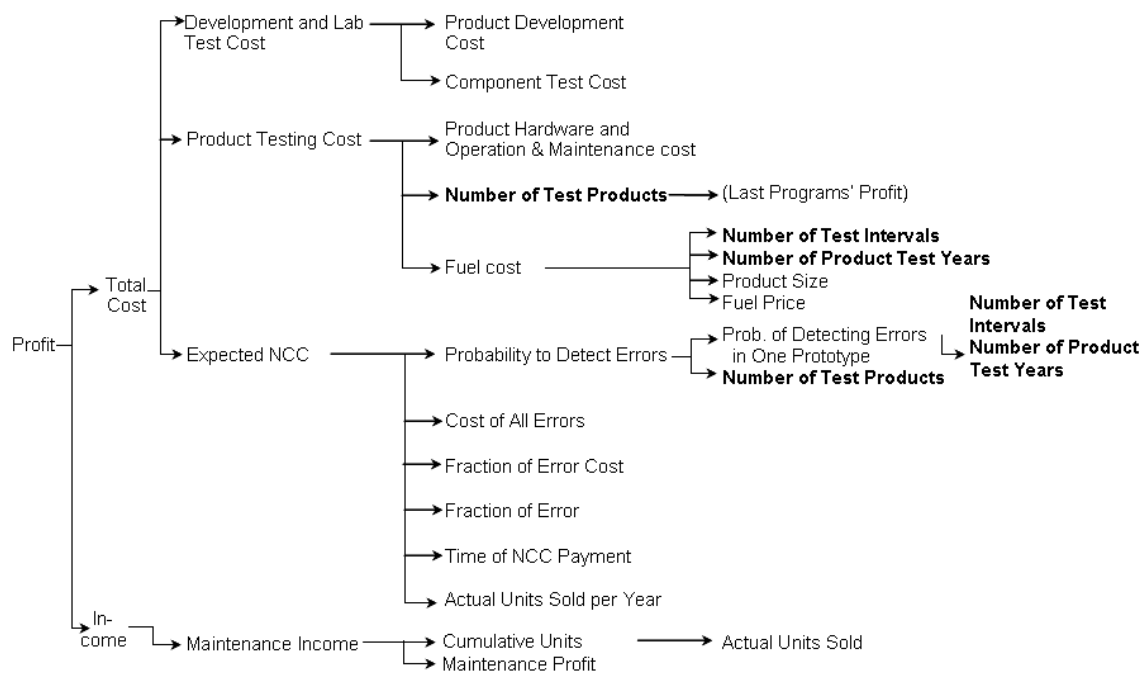 Development and Lab
Test Cost
Product Development
Cost
Component Test Cost
Product Testing Cost
Product Hardware and
Operation & Maintenance cost
Number of Test Products
(Last Programs' Profit)
Fuel cost
Number of Test Intervals
Number of Product Test Years
Product Size
Fuel Price
Total
Cost
Profit
Expected NCC
Probability to Detect Errors
Prob. of Detecting Errors
in One Prototype
Number of Test Products
Number of Test
Intervals
Number of Product
Test Years
Cost of All Errors
Fraction of Error Cost
Fraction of Error
Time of NCC Payment
Actual Units Sold per Year
In-
come
Maintenance Income
Cumulative Units
Maintenance Profit
Actual Units Sold